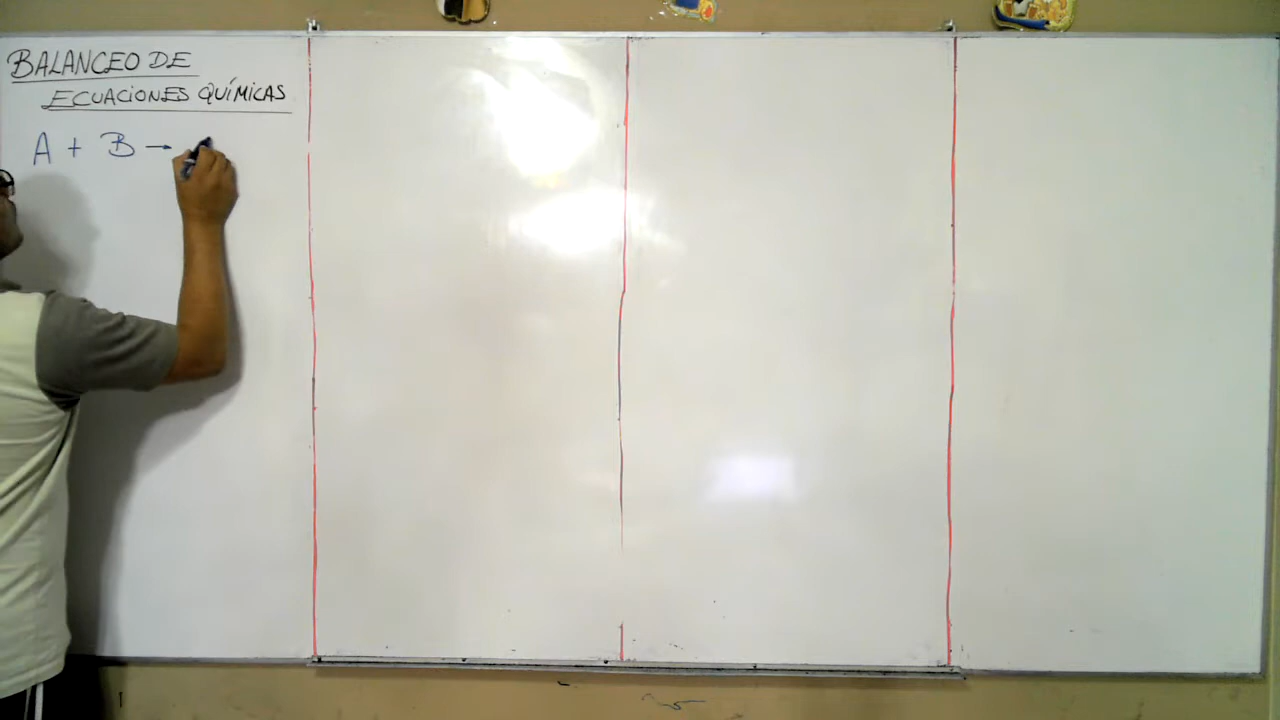 BALANCEO DE
ECUACIONES QUÍMICAS
A + B →